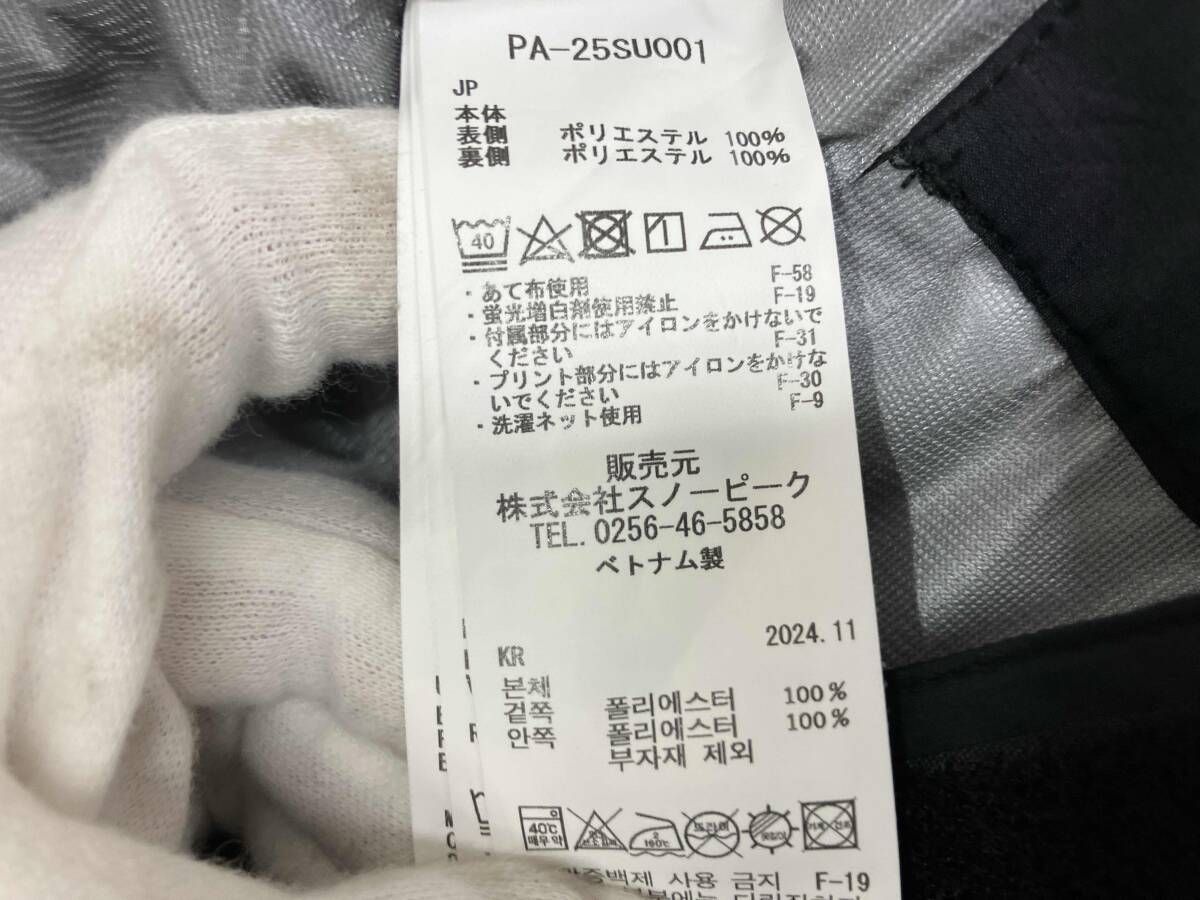 PA-25SU001
JP
本体
表側 ポリエステル 100%
裏側 ポリエステル 100%
40
・あて布使用 F-58
・蛍光増白剤使用禁止 F-19
・付属部分にはアイロンをかけないで
ください F-31
・プリント部分にはアイロンをかけな
いでください F-30
・洗濯ネット使用 F-9
販売元
株式会社スノーピーク
TEL.0256-46-5858
ベトナム製
2024.11
KR
본체
겉쪽 폴리에스터 100%
안쪽 폴리에스터 100%
부자재 제외
40℃
드라이
사용 금지 F-19